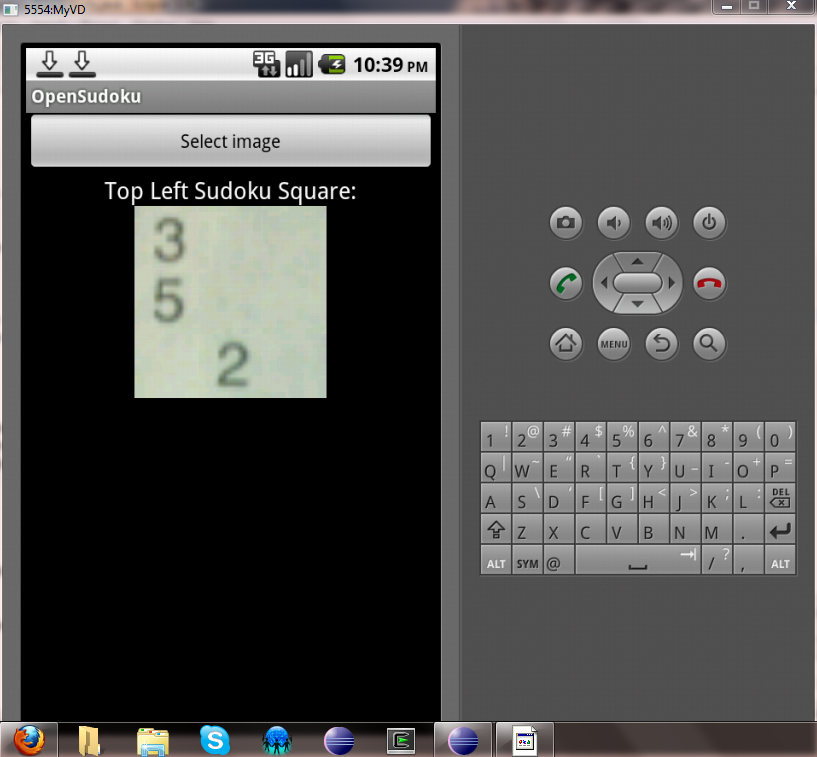 5554:MyVD
3G 10:39 PM
OpenSudoku
Select image
Top Left Sudoku Square:
3
5
2
MENU
1 ! 2 @ 3 # 4 $ 5 % 6 ^ 7 & 8 * 9 ( 0 )
Q | W ~ E " R ` T { Y } U _ I - O + P =
A S \ D ' F [ G ] H < J > K ; L : DEL
Z X C V B N M .
ALT SYM @ / ? , ALT